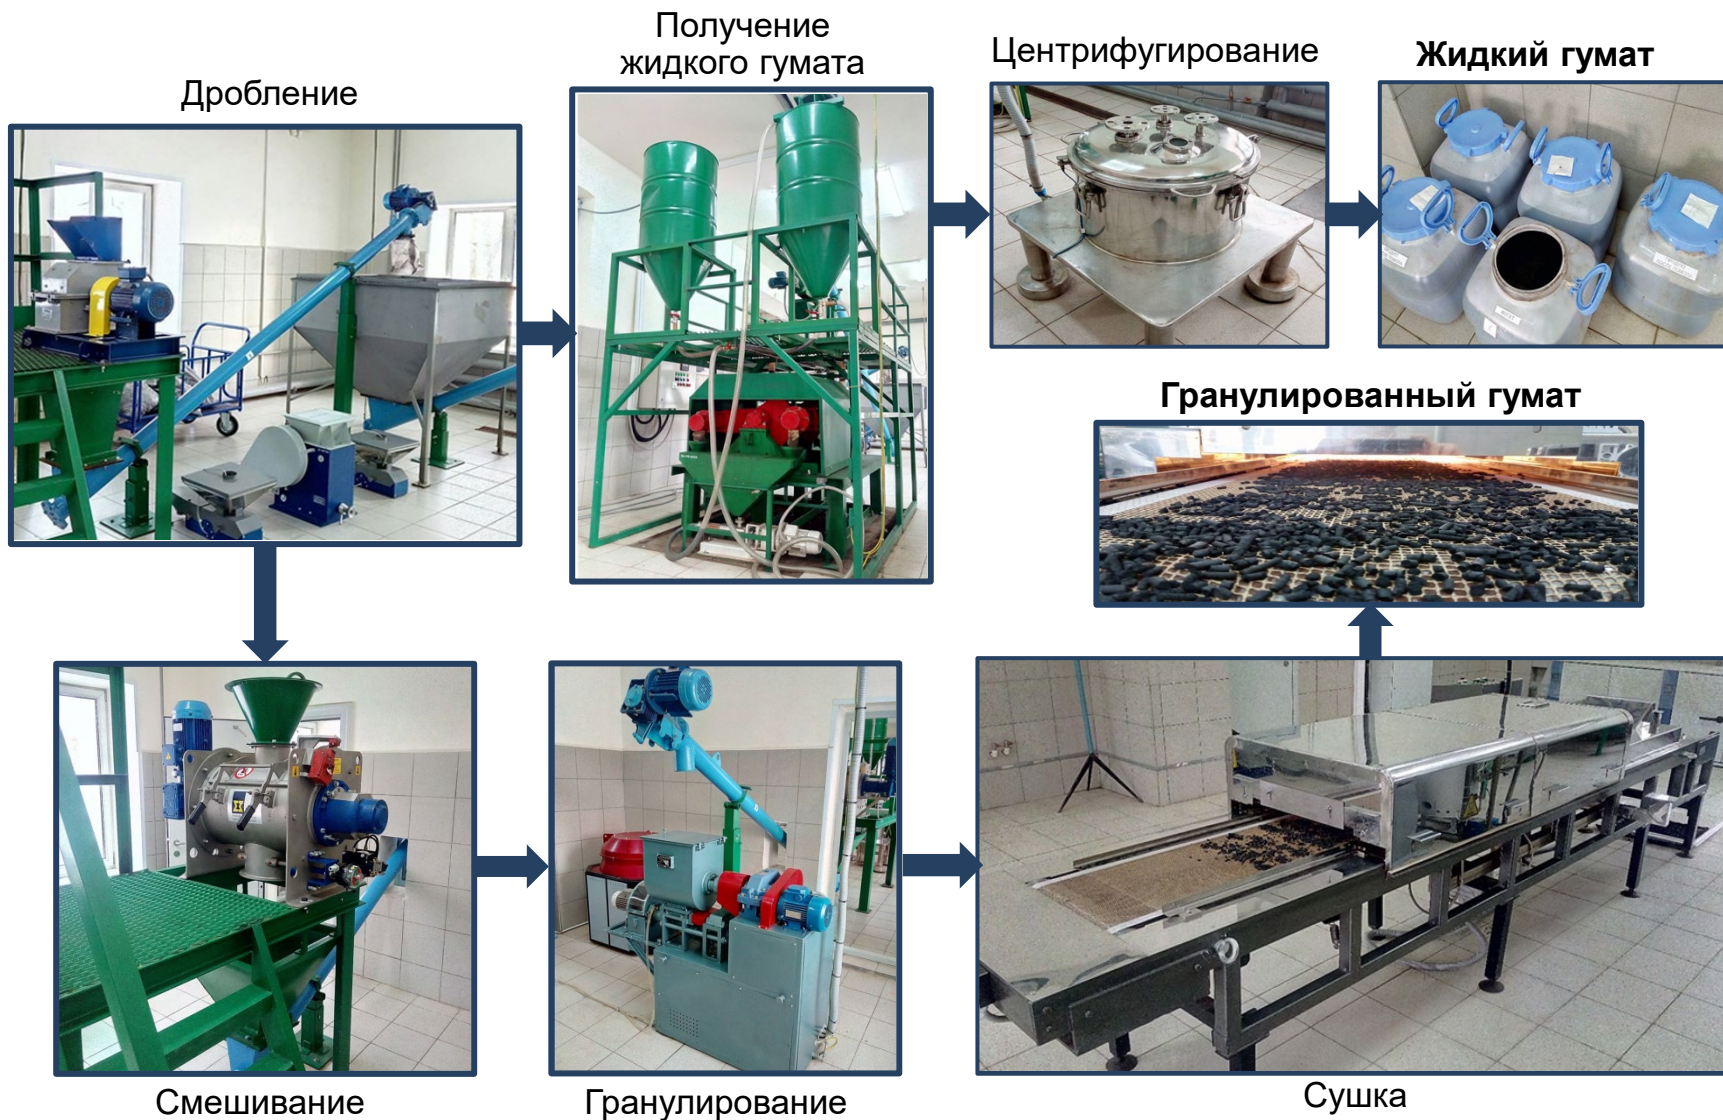 Дробление
Получение
жидкого гумата
Центрифугирование
Жидкий гумат
Гранулированный гумат
Смешивание
Гранулирование
Сушка